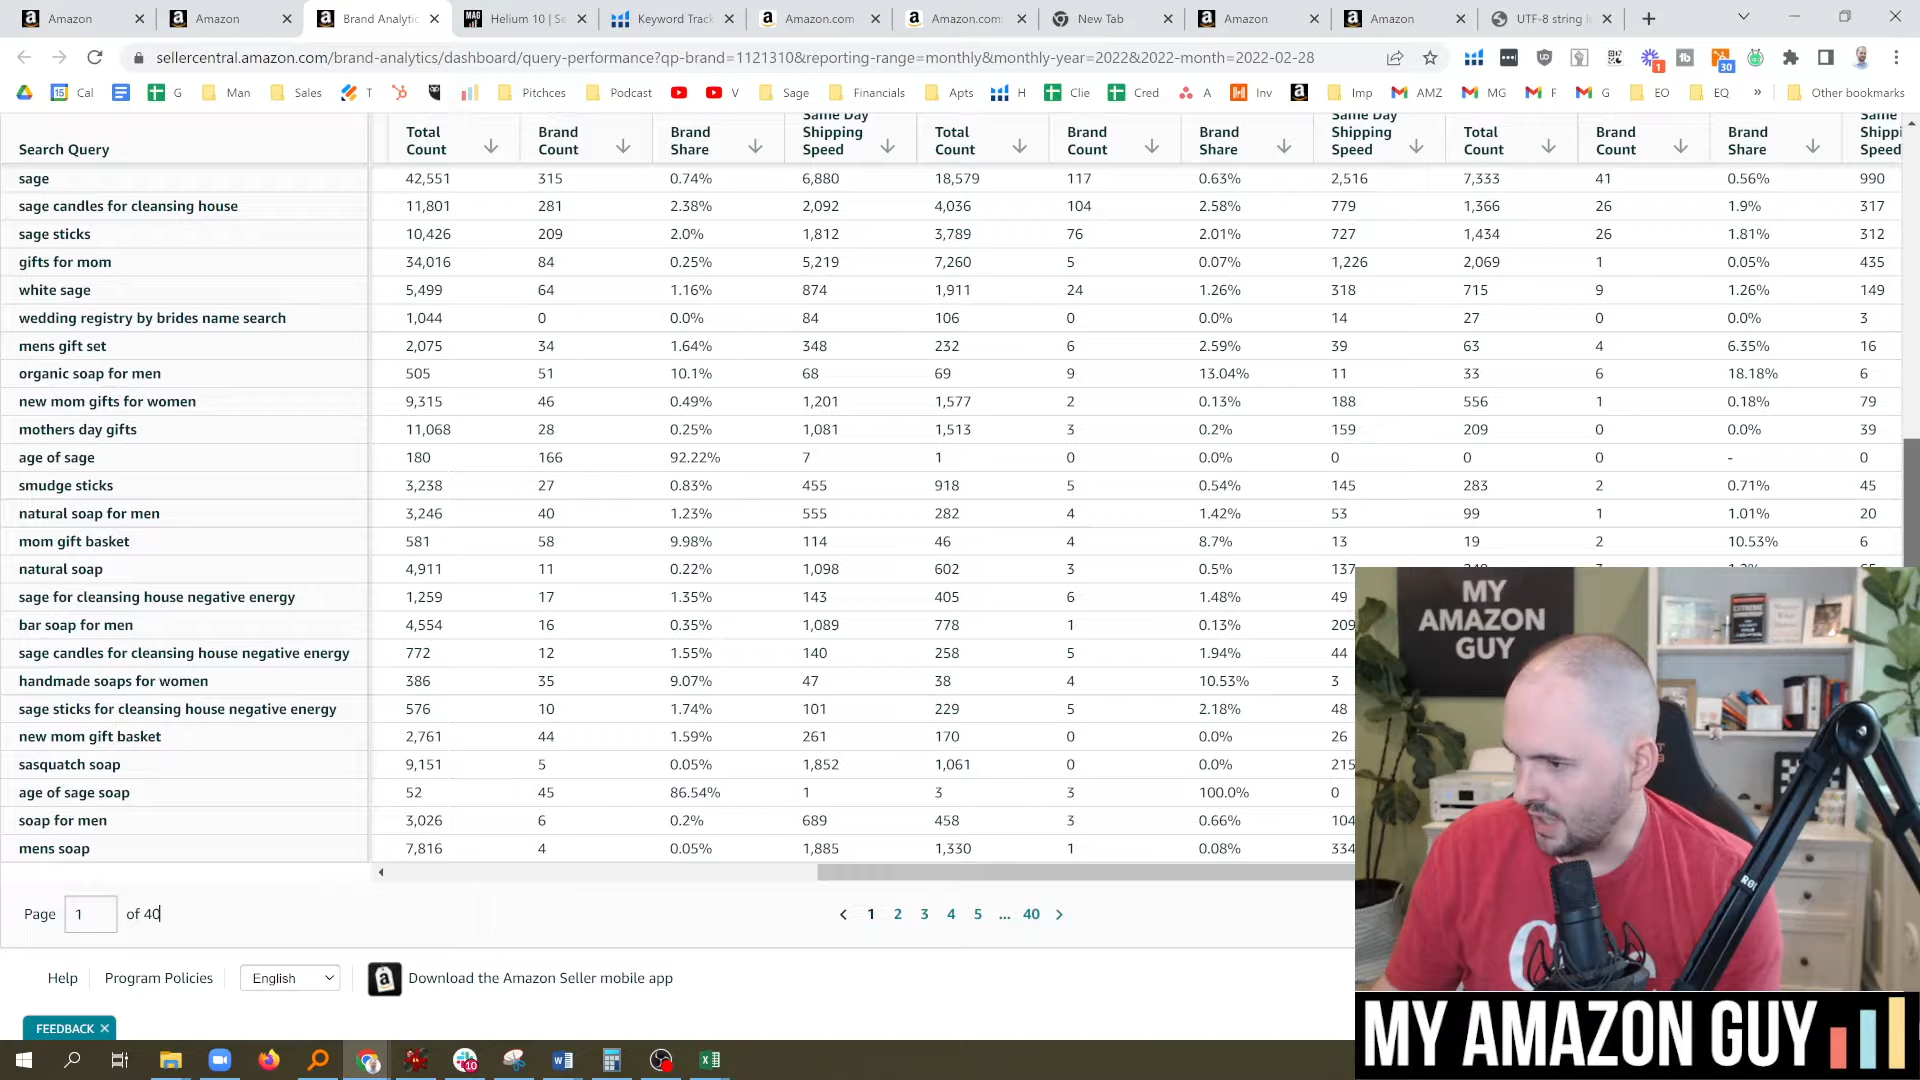 Amazon
Amazon
Brand Analytic
Helium 10 | Se
Keyword Track
Amazon.com
Amazon.com:
New Tab
Amazon
Amazon
UTF-8 string l
sellercentral.amazon.com/brand-analytics/dashboard/query-performance?qp-brand=1121310&reporting-range=monthly&monthly-year=2022&2022-month=2022-02-28
Cal G Man Sales T Pitchces Podcast V Sage Financials Apts H Clie Cred A Inv Imp AMZ MG F G EO EQ » Other bookmarks
Search Query
Total Count
Brand Count
Brand Share
Same Day Shipping Speed
Total Count
Brand Count
Brand Share
Same Day Shipping Speed
Total Count
Brand Count
Brand Share
Same Shippi Speed
sage 42,551 315 0.74% 6,880 18,579 117 0.63% 2,516 7,333 41 0.56% 990
sage candles for cleansing house 11,801 281 2.38% 2,092 4,036 104 2.58% 779 1,366 26 1.9% 317
sage sticks 10,426 209 2.0% 1,812 3,789 76 2.01% 727 1,434 26 1.81% 312
gifts for mom 34,016 84 0.25% 5,219 7,260 5 0.07% 1,226 2,069 1 0.05% 435
white sage 5,499 64 1.16% 874 1,911 24 1.26% 318 715 9 1.26% 149
wedding registry by brides name search 1,044 0 0.0% 84 106 0 0.0% 14 27 0 0.0% 3
mens gift set 2,075 34 1.64% 348 232 6 2.59% 39 63 4 6.35% 16
organic soap for men 505 51 10.1% 68 69 9 13.04% 11 33 6 18.18% 6
new mom gifts for women 9,315 46 0.49% 1,201 1,577 2 0.13% 188 556 1 0.18% 79
mothers day gifts 11,068 28 0.25% 1,081 1,513 3 0.2% 159 209 0 0.0% 39
age of sage 180 166 92.22% 7 1 0 0.0% 0 0 0 - 0
smudge sticks 3,238 27 0.83% 455 918 5 0.54% 145 283 2 0.71% 45
natural soap for men 3,246 40 1.23% 555 282 4 1.42% 53 99 1 1.01% 20
mom gift basket 581 58 9.98% 114 46 4 8.7% 13 19 2 10.53% 6
natural soap 4,911 11 0.22% 1,098 602 3 0.5% 137
sage for cleansing house negative energy 1,259 17 1.35% 143 405 6 1.48% 49
bar soap for men 4,554 16 0.35% 1,089 778 1 0.13% 209
sage candles for cleansing house negative energy 772 12 1.55% 140 258 5 1.94% 44
handmade soaps for women 386 35 9.07% 47 38 4 10.53% 3
sage sticks for cleansing house negative energy 576 10 1.74% 101 229 5 2.18% 48
new mom gift basket 2,761 44 1.59% 261 170 0 0.0% 26
sasquatch soap 9,151 5 0.05% 1,852 1,061 0 0.0% 215
age of sage soap 52 45 86.54% 1 3 3 100.0% 0
soap for men 3,026 6 0.2% 689 458 3 0.66% 104
mens soap 7,816 4 0.05% 1,885 1,330 1 0.08% 334
Page 1 of 40
1 2 3 4 5 ... 40
Help Program Policies English Download the Amazon Seller mobile app
FEEDBACK
MY
AMAZON
GUY
MY AMAZON GUY